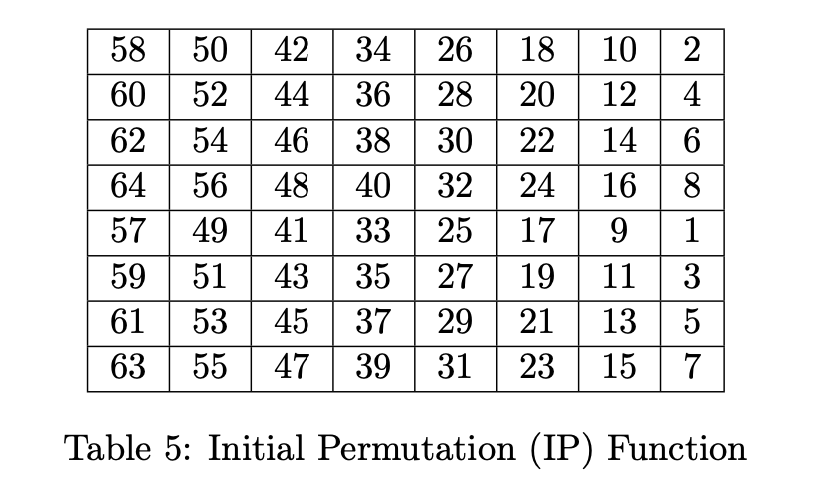 58 50 42 34 26 18 10 2
60 52 44 36 28 20 12 4
62 54 46 38 30 22 14 6
64 56 48 40 32 24 16 8
57 49 41 33 25 17 9 1
59 51 43 35 27 19 11 3
61 53 45 37 29 21 13 5
63 55 47 39 31 23 15 7
Table 5: Initial Permutation (IP) Function